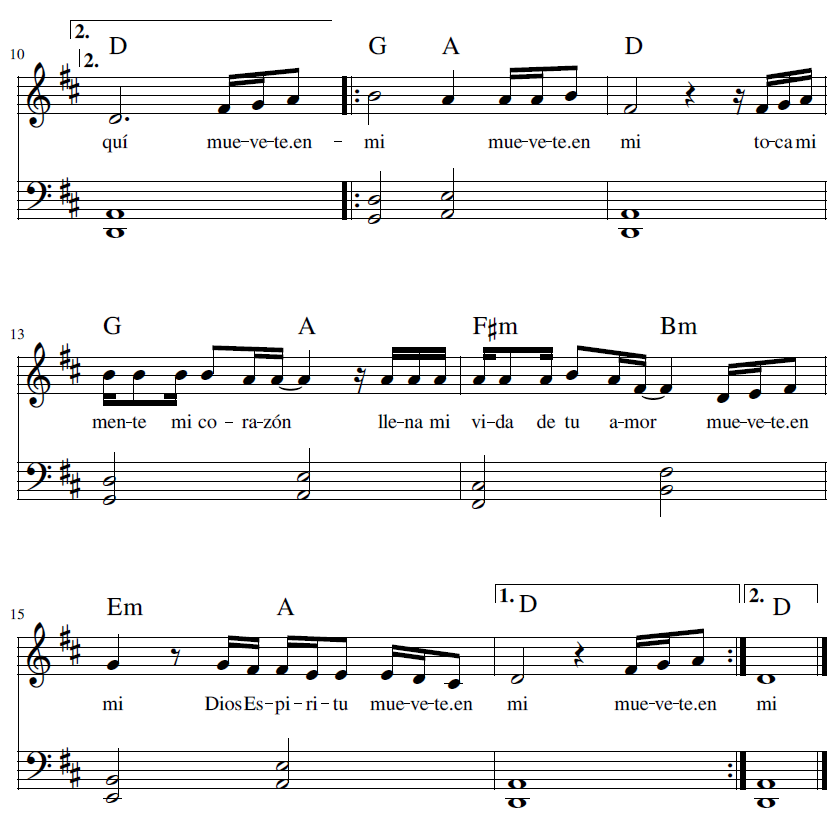 2.
10 2. D G A D
quí mue-ve-te.en - mi mue-ve-te.en mi to-ca mi
13 G A F#m Bm
men-te mi co - ra-zón lle-na mi vi-da de tu a-mor mue-ve-te.en
15 Em A 1. D 2. D
mi Dios Es-pi-ri-tu mue-ve-te.en mi mue-ve-te.en mi